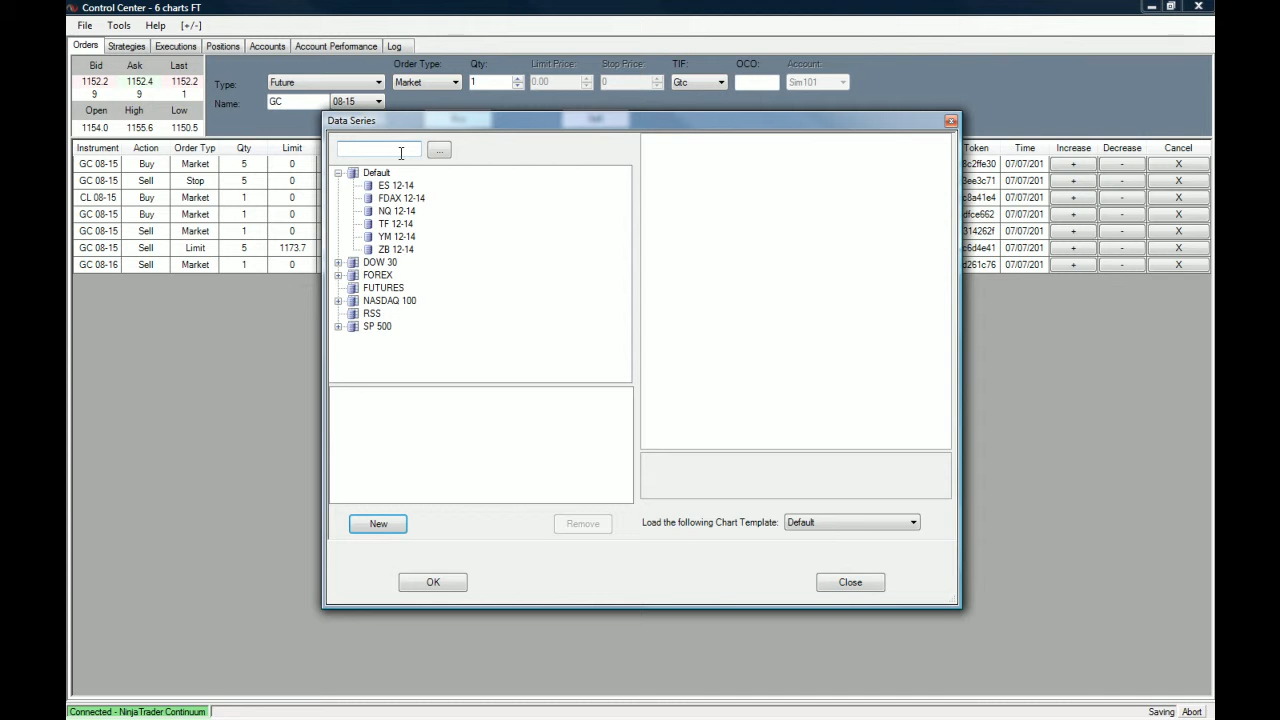 Control Center - 6 charts FT
File Tools Help [+/-]
Orders Strategies Executions Positions Accounts Account Performance Log
Bid Ask Last
1152.2 1152.4 1152.2
9 9 1
Open High Low
1154.0 1155.6 1150.5
Order Type: Qty: Limit Price: Stop Price: TIF: OCO: Account:
Type: Future Market 1 0.00 0 Gtc Sim101
Name: GC 08-15
Buy Sell
Data Series
...
Instrument Action Order Typ Qty Limit Token Time Increase Decrease Cancel
GC 08-15 Buy Market 5 0 8c2ffe30 07/07/201 + - X
GC 08-15 Sell Stop 5 0 8ee3c71 07/07/201 + - X
CL 08-15 Buy Market 1 0 c8a41e4 07/07/201 + - X
GC 08-15 Buy Market 1 0 dfce662 07/07/201 + - X
GC 08-15 Sell Market 1 0 314262f 07/07/201 + - X
GC 08-15 Sell Limit 5 1173.7 c6d4e41 07/07/201 + - X
GC 08-16 Sell Market 1 0 d261c76 07/07/201 + - X
Default
ES 12-14
FDAX 12-14
NQ 12-14
TF 12-14
YM 12-14
ZB 12-14
DOW 30
FOREX
FUTURES
NASDAQ 100
RSS
SP 500
New Remove Load the following Chart Template: Default
OK Close
Connected - NinjaTrader Continuum Saving Abort